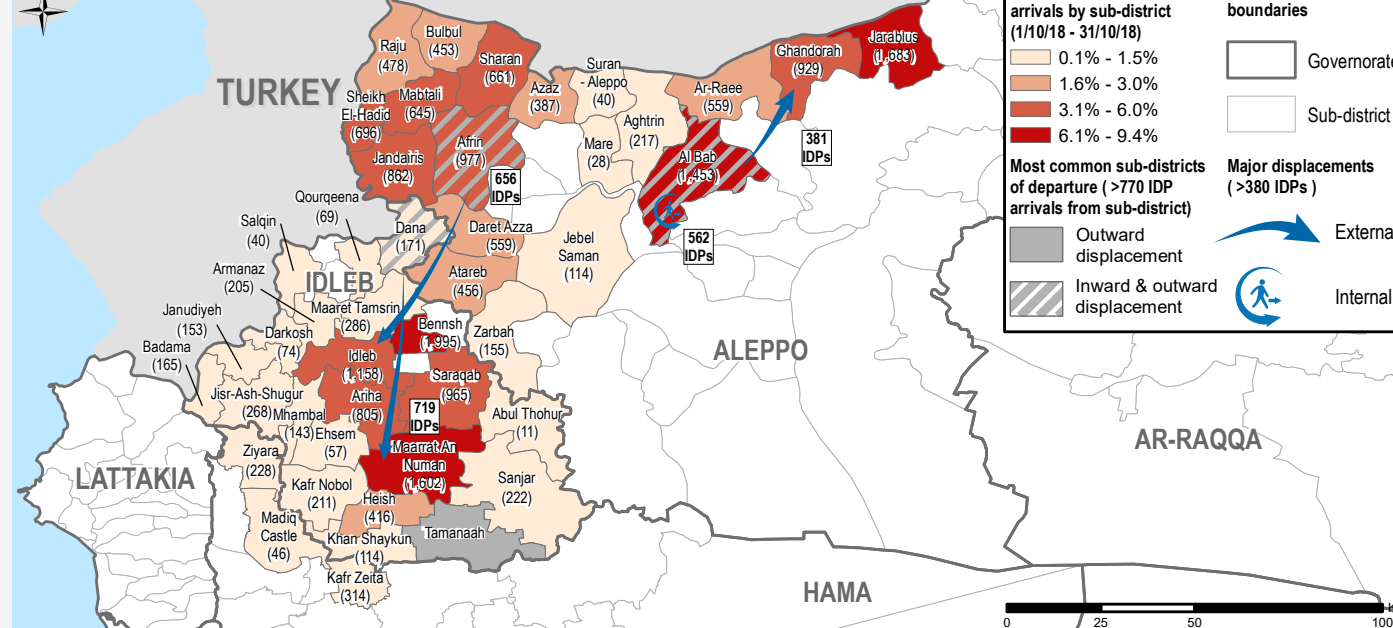 arrivals by sub-district
(1/10/18 - 31/10/18)
0.1% - 1.5%
1.6% - 3.0%
3.1% - 6.0%
6.1% - 9.4%
Most common sub-districts
of departure ( >770 IDP
arrivals from sub-district)
Outward
displacement
Inward & outward
displacement
boundaries
Governorate
Sub-district
Major displacements
( >380 IDPs )
Externa
Internal
TURKEY
Raju
(478)
Bulbul
(453)
Sharan
(661)
Sheikh
El-Hadid
(696)
Mabtali
(645)
Azaz
(387)
Suran
- Aleppo
(40)
Ar-Raee
(559)
Ghandorah
(929)
Jarablus
(1,683)
Jandairis
(862)
Afrin
(977)
Mare
(28)
Aghtrin
(217)
Al Bab
(1,453)
381
IDPs
656
IDPs
562
IDPs
Qourqeena
(69)
Salqin
(40)
Dana
(171)
Daret Azza
(559)
Jebel
Saman
(114)
Armanaz
(205)
IDLEB
Atareb
(456)
Janudiyeh
(153)
Maaret Tamsrin
(286)
Badama
(165)
Darkosh
(74)
Bennsh
(1,995)
Zarbah
(155)
ALEPPO
Idleb
(1,158)
Saraqab
(965)
Jisr-Ash-Shugur
(268)
Ariha
(805)
Mhambal
(143)
719
IDPs
Abul Thohur
(11)
Ehsem
(57)
AR-RAQQA
Ziyara
(228)
Maarrat An
Numan
(1,602)
LATTAKIA
Kafr Nobol
(211)
Sanjar
(222)
Heish
(416)
Madiq
Castle
(46)
Khan Shaykun
(114)
Tamanaah
Kafr Zeita
(314)
HAMA
0
25
50
100